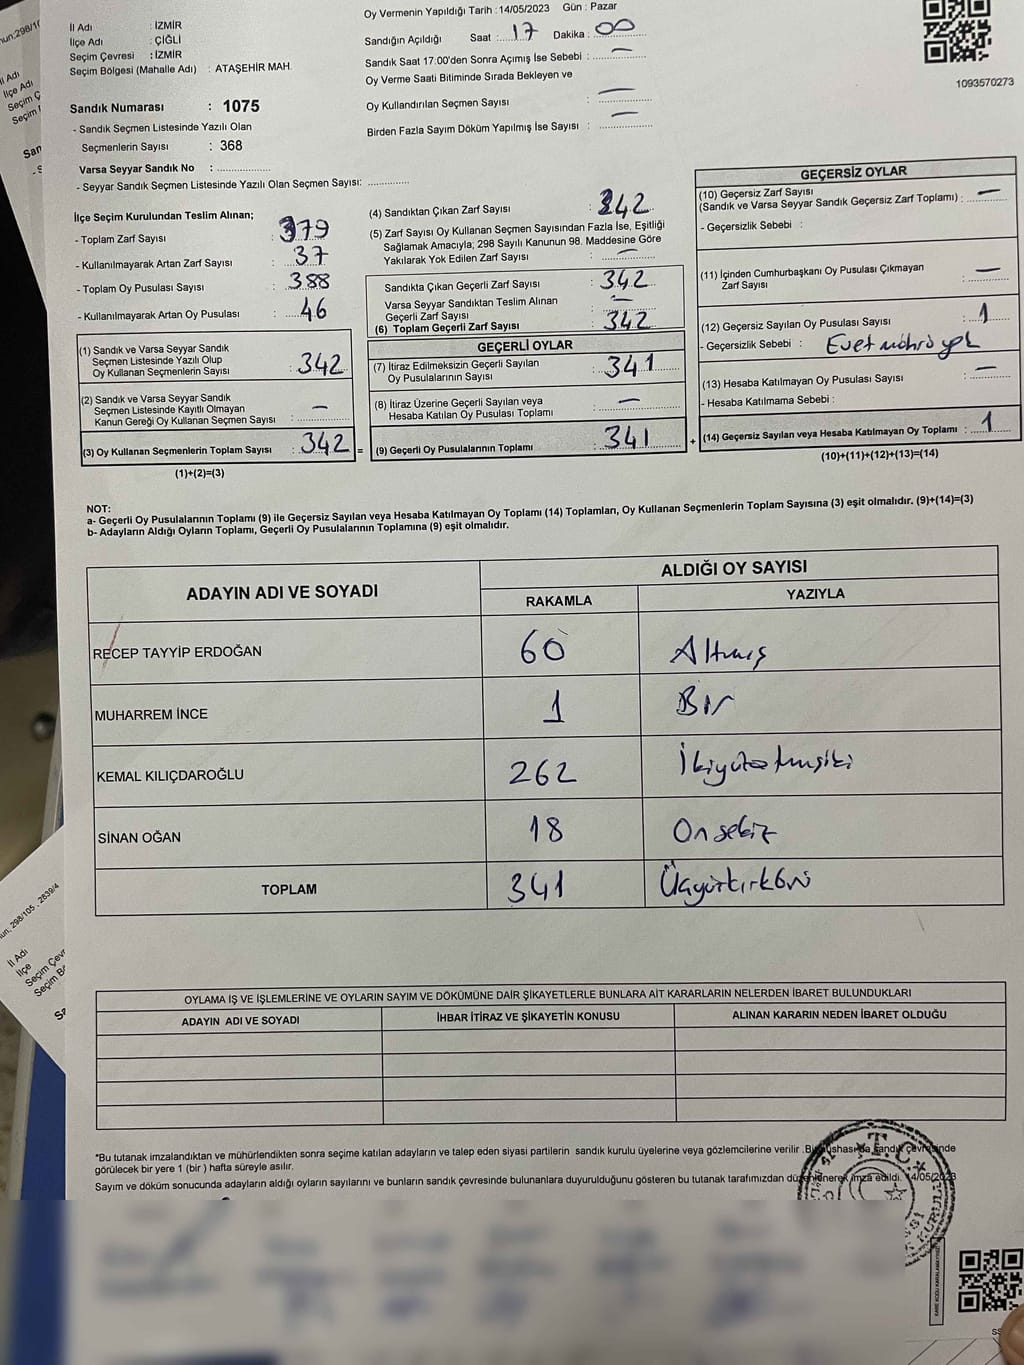 İl Adı : İZMİR
İlçe Adı : ÇİĞLİ
Seçim Çevresi : İZMİR
Seçim Bölgesi (Mahalle Adı) : ATAŞEHİR MAH.
Sandık Numarası : 1075
- Sandık Seçmen Listesinde Yazılı Olan
Seçmenlerin Sayısı : 368
Varsa Seyyar Sandık No : ................
- Seyyar Sandık Seçmen Listesinde Yazılı Olan Seçmen Sayısı: .............
Oy Vermenin Yapıldığı Tarih : 14/05/2023 Gün : Pazar
Sandığın Açıldığı Saat : 17 Dakika : 00
Sandık Saat 17:00'den Sonra Açımış İse Sebebi : —
Oy Verme Saati Bitiminde Sırada Bekleyen ve
Oy Kullandırılan Seçmen Sayısı : —
Birden Fazla Sayım Döküm Yapılmış İse Sayısı : —
1093570273
İlçe Seçim Kurulundan Teslim Alınan;
- Toplam Zarf Sayısı : 379
- Kullanılmayarak Artan Zarf Sayısı : 37
- Toplam Oy Pusulası Sayısı : 388
- Kullanılmayarak Artan Oy Pusulası : 46
(1) Sandık ve Varsa Seyyar Sandık
Seçmen Listesinde Yazılı Olup
Oy Kullanan Seçmenlerin Sayısı : 342
(2) Sandık ve Varsa Seyyar Sandık
Seçmen Listesinde Kayıtlı Olmayan
Kanun Gereği Oy Kullanan Seçmen Sayısı : —
(3) Oy Kullanan Seçmenlerin Toplam Sayısı : 342 =
(1)+(2)=(3)
(4) Sandıktan Çıkan Zarf Sayısı : 342
(5) Zarf Sayısı Oy Kullanan Seçmen Sayısından Fazla İse, Eşitliği
Sağlamak Amacıyla; 298 Sayılı Kanunun 98. Maddesine Göre
Yakılarak Yok Edilen Zarf Sayısı : —
Sandıkta Çıkan Geçerli Zarf Sayısı : 342
Varsa Seyyar Sandıktan Teslim Alınan
Geçerli Zarf Sayısı : —
(6) Toplam Geçerli Zarf Sayısı : 342
GEÇERLİ OYLAR
(7) İtiraz Edilmeksizin Geçerli Sayılan
Oy Pusulalarının Sayısı : 341
(8) İtiraz Üzerine Geçerli Sayılan veya
Hesaba Katılan Oy Pusulası Toplamı : —
(9) Geçerli Oy Pusulalarının Toplamı : 341 +
GEÇERSİZ OYLAR
(10) Geçersiz Zarf Sayısı
(Sandık ve Varsa Seyyar Sandık Geçersiz Zarf Toplamı) : —
- Geçersizlik Sebebi :
(11) İçinden Cumhurbaşkanı Oy Pusulası Çıkmayan
Zarf Sayısı : —
(12) Geçersiz Sayılan Oy Pusulası Sayısı : 1
- Geçersizlik Sebebi : Evet mührü yok
(13) Hesaba Katılmayan Oy Pusulası Sayısı : —
- Hesaba Katılmama Sebebi :
(14) Geçersiz Sayılan veya Hesaba Katılmayan Oy Toplamı : 1
(10)+(11)+(12)+(13)=(14)
NOT:
a- Geçerli Oy Pusulalarının Toplamı (9) ile Geçersiz Sayılan veya Hesaba Katılmayan Oy Toplamı (14) Toplamları, Oy Kullanan Seçmenlerin Toplam Sayısına (3) eşit olmalıdır. (9)+(14)=(3)
b- Adayların Aldığı Oyların Toplamı, Geçerli Oy Pusulalarının Toplamına (9) eşit olmalıdır.
ADAYIN ADI VE SOYADI ALDIĞI OY SAYISI
RAKAMLA YAZIYLA
RECEP TAYYİP ERDOĞAN 60 Altmış
MUHARREM İNCE 1 Bir
KEMAL KILIÇDAROĞLU 262 İkiyüzatmışiki
SİNAN OĞAN 18 Onsekiz
TOPLAM 341 Üçyüzkırkbir
OYLAMA İŞ VE İŞLEMLERİNE VE OYLARIN SAYIM VE DÖKÜMÜNE DAİR ŞİKAYETLERLE BUNLARA AİT KARARLARIN NELERDEN İBARET BULUNDUKLARI
ADAYIN ADI VE SOYADI İHBAR İTİRAZ VE ŞİKAYETİN KONUSU ALINAN KARARIN NEDEN İBARET OLDUĞU
*Bu tutanak imzalandıktan ve mühürlendikten sonra seçime katılan adayların ve talep eden siyasi partilerin sandık kurulu üyelerine veya gözlemcilerine verilir. Bir nüshası da sandık çevresinde
görülecek bir yere 1 (bir ) hafta süreyle asılır.
Sayım ve döküm sonucunda adayların aldığı oyların sayılarını ve bunların sandık çevresinde bulunanlara duyurulduğunu gösteren bu tutanak tarafımızdan düzenlenerek imza edildi. 14/05/2023
T.C.
KURULU
İl Adı
İlçe Adı
İl Adı
İlçe
Seçim Çevr